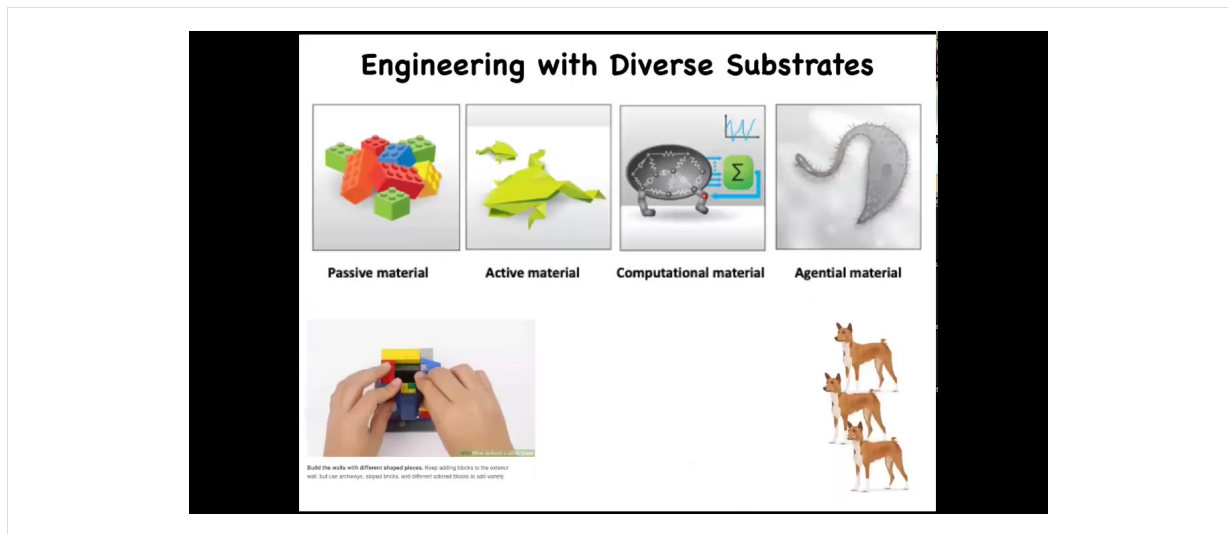 Engineering with Diverse Substrates
Σ
Passive material
Active material
Computational material
Agential material
Build the walls with different shaped pieces. Keep adding blocks to the exterior
wall, but use archways, sloped bricks, and different colored blocks to add variety